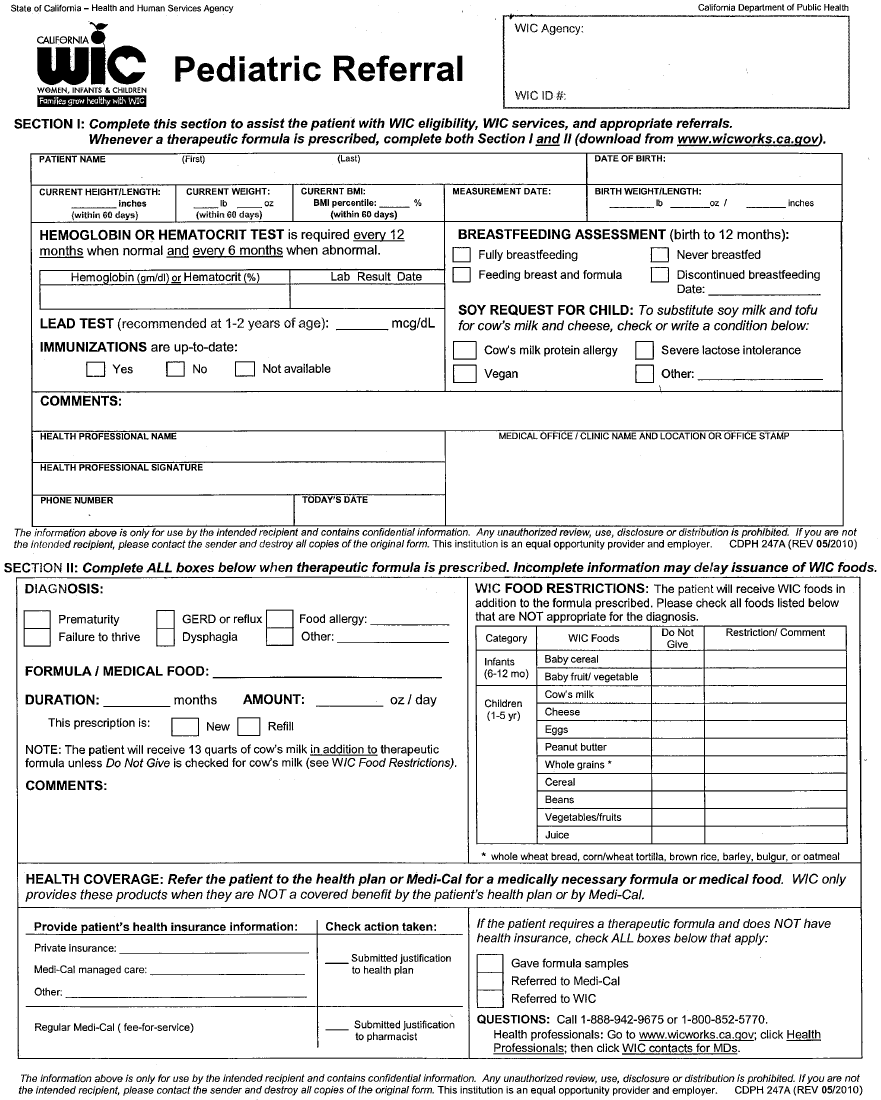 State of California – Health and Human Services Agency
California Department of Public Health
CALIFORNIA
WIC
WOMEN, INFANTS & CHILDREN
Families grow healthy with WIC
Pediatric Referral
WIC Agency:
WIC ID #:
SECTION I: Complete this section to assist the patient with WIC eligibility, WIC services, and appropriate referrals.
Whenever a therapeutic formula is prescribed, complete both Section I and II (download from www.wicworks.ca.gov).
PATIENT NAME (First) (Last)
DATE OF BIRTH:
CURRENT HEIGHT/LENGTH:
________ inches
(within 60 days)
CURRENT WEIGHT:
____ lb ____ oz
(within 60 days)
CURERNT BMI:
BMI percentile: ______ %
(within 60 days)
MEASUREMENT DATE:
BIRTH WEIGHT/LENGTH:
________ lb ________ oz / ________ inches
HEMOGLOBIN OR HEMATOCRIT TEST is required every 12
months when normal and every 6 months when abnormal.
Hemoglobin (gm/dl) or Hematocrit (%)
Lab Result Date
LEAD TEST (recommended at 1-2 years of age): ________ mcg/dL
IMMUNIZATIONS are up-to-date:
Yes No Not available
BREASTFEEDING ASSESSMENT (birth to 12 months):
Fully breastfeeding Never breastfed
Feeding breast and formula Discontinued breastfeeding
Date: ________________
SOY REQUEST FOR CHILD: To substitute soy milk and tofu
for cow's milk and cheese, check or write a condition below:
Cow's milk protein allergy Severe lactose intolerance
Vegan Other: ________________
COMMENTS:
HEALTH PROFESSIONAL NAME
MEDICAL OFFICE / CLINIC NAME AND LOCATION OR OFFICE STAMP
HEALTH PROFESSIONAL SIGNATURE
PHONE NUMBER
TODAY'S DATE
The information above is only for use by the intended recipient and contains confidential information. Any unauthorized review, use, disclosure or distribution is prohibited. If you are not
the intended recipient, please contact the sender and destroy all copies of the original form. This institution is an equal opportunity provider and employer. CDPH 247A (REV 05/2010)
SECTION II: Complete ALL boxes below when therapeutic formula is prescribed. Incomplete information may delay issuance of WIC foods.
DIAGNOSIS:
Prematurity GERD or reflux Food allergy: ____________
Failure to thrive Dysphagia Other: ________________
FORMULA / MEDICAL FOOD: ________________________________
DURATION: __________ months AMOUNT: __________ oz / day
This prescription is: New Refill
NOTE: The patient will receive 13 quarts of cow's milk in addition to therapeutic
formula unless Do Not Give is checked for cow's milk (see WIC Food Restrictions).
COMMENTS:
WIC FOOD RESTRICTIONS: The patient will receive WIC foods in
addition to the formula prescribed. Please check all foods listed below
that are NOT appropriate for the diagnosis.
Category WIC Foods Do Not Give Restriction/ Comment
Infants (6-12 mo) Baby cereal
Baby fruit/ vegetable
Children (1-5 yr) Cow's milk
Cheese
Eggs
Peanut butter
Whole grains *
Cereal
Beans
Vegetables/fruits
Juice
* whole wheat bread, corn/wheat tortilla, brown rice, barley, bulgur, or oatmeal
HEALTH COVERAGE: Refer the patient to the health plan or Medi-Cal for a medically necessary formula or medical food. WIC only
provides these products when they are NOT a covered benefit by the patient's health plan or by Medi-Cal.
Provide patient's health insurance information:
Check action taken:
Private insurance: ________________
Medi-Cal managed care: ________________
Other: ________________
____ Submitted justification
to health plan
Regular Medi-Cal ( fee-for-service)
____ Submitted justification
to pharmacist
If the patient requires a therapeutic formula and does NOT have
health insurance, check ALL boxes below that apply:
Gave formula samples
Referred to Medi-Cal
Referred to WIC
QUESTIONS: Call 1-888-942-9675 or 1-800-852-5770.
Health professionals: Go to www.wicworks.ca.gov; click Health
Professionals; then click WIC contacts for MDs.
The information above is only for use by the intended recipient and contains confidential information. Any unauthorized review, use, disclosure or distribution is prohibited. If you are not
the intended recipient, please contact the sender and destroy all copies of the original form. This institution is an equal opportunity provider and employer. CDPH 247A (REV 05/2010)